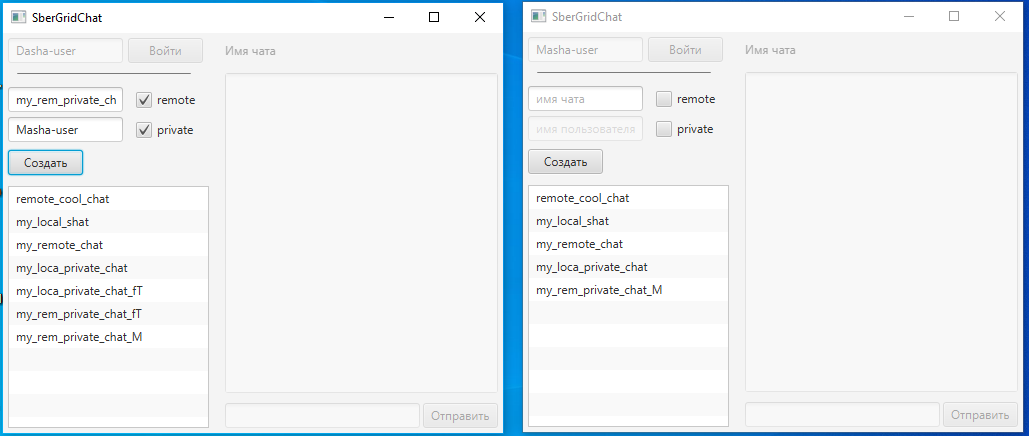 SberGridChat
Dasha-user
Войти
Имя чата
my_rem_private_ch
remote
Masha-user
private
Создать
remote_cool_chat
my_local_shat
my_remote_chat
my_loca_private_chat
my_loca_private_chat_fT
my_rem_private_chat_fT
my_rem_private_chat_M
Отправить
SberGridChat
Masha-user
Войти
Имя чата
имя чата
remote
имя пользователя
private
Создать
remote_cool_chat
my_local_shat
my_remote_chat
my_loca_private_chat
my_rem_private_chat_M
Отправить